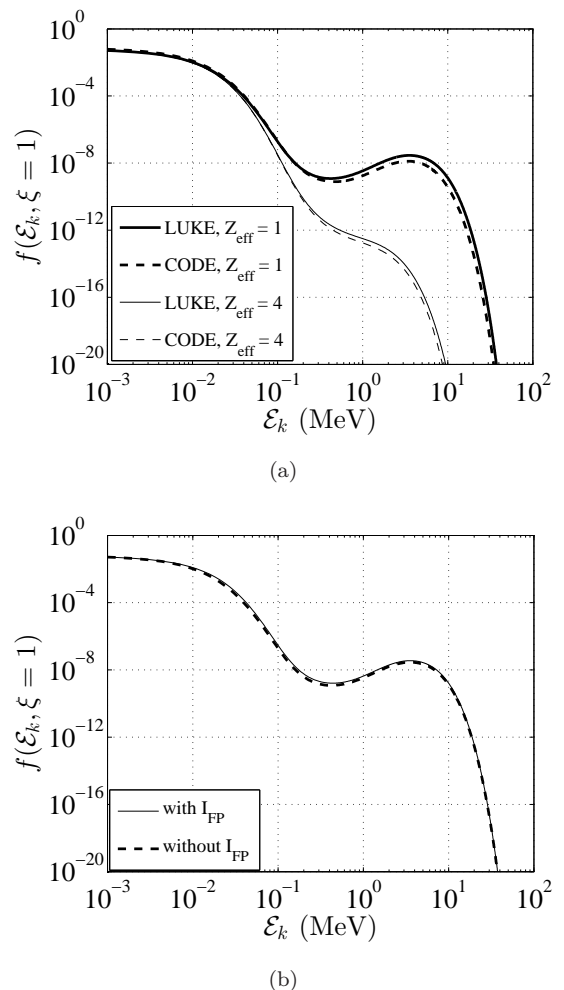 10^0
10^-4
10^-8
10^-12
10^-16
10^-20
f(ℰ_k, ξ = 1)
LUKE, Z_eff = 1
CODE, Z_eff = 1
LUKE, Z_eff = 4
CODE, Z_eff = 4
10^-3 10^-2 10^-1 10^0 10^1 10^2
ℰ_k (MeV)
(a)
10^0
10^-4
10^-8
10^-12
10^-16
10^-20
f(ℰ_k, ξ = 1)
with I_FP
without I_FP
10^-3 10^-2 10^-1 10^0 10^1 10^2
ℰ_k (MeV)
(b)